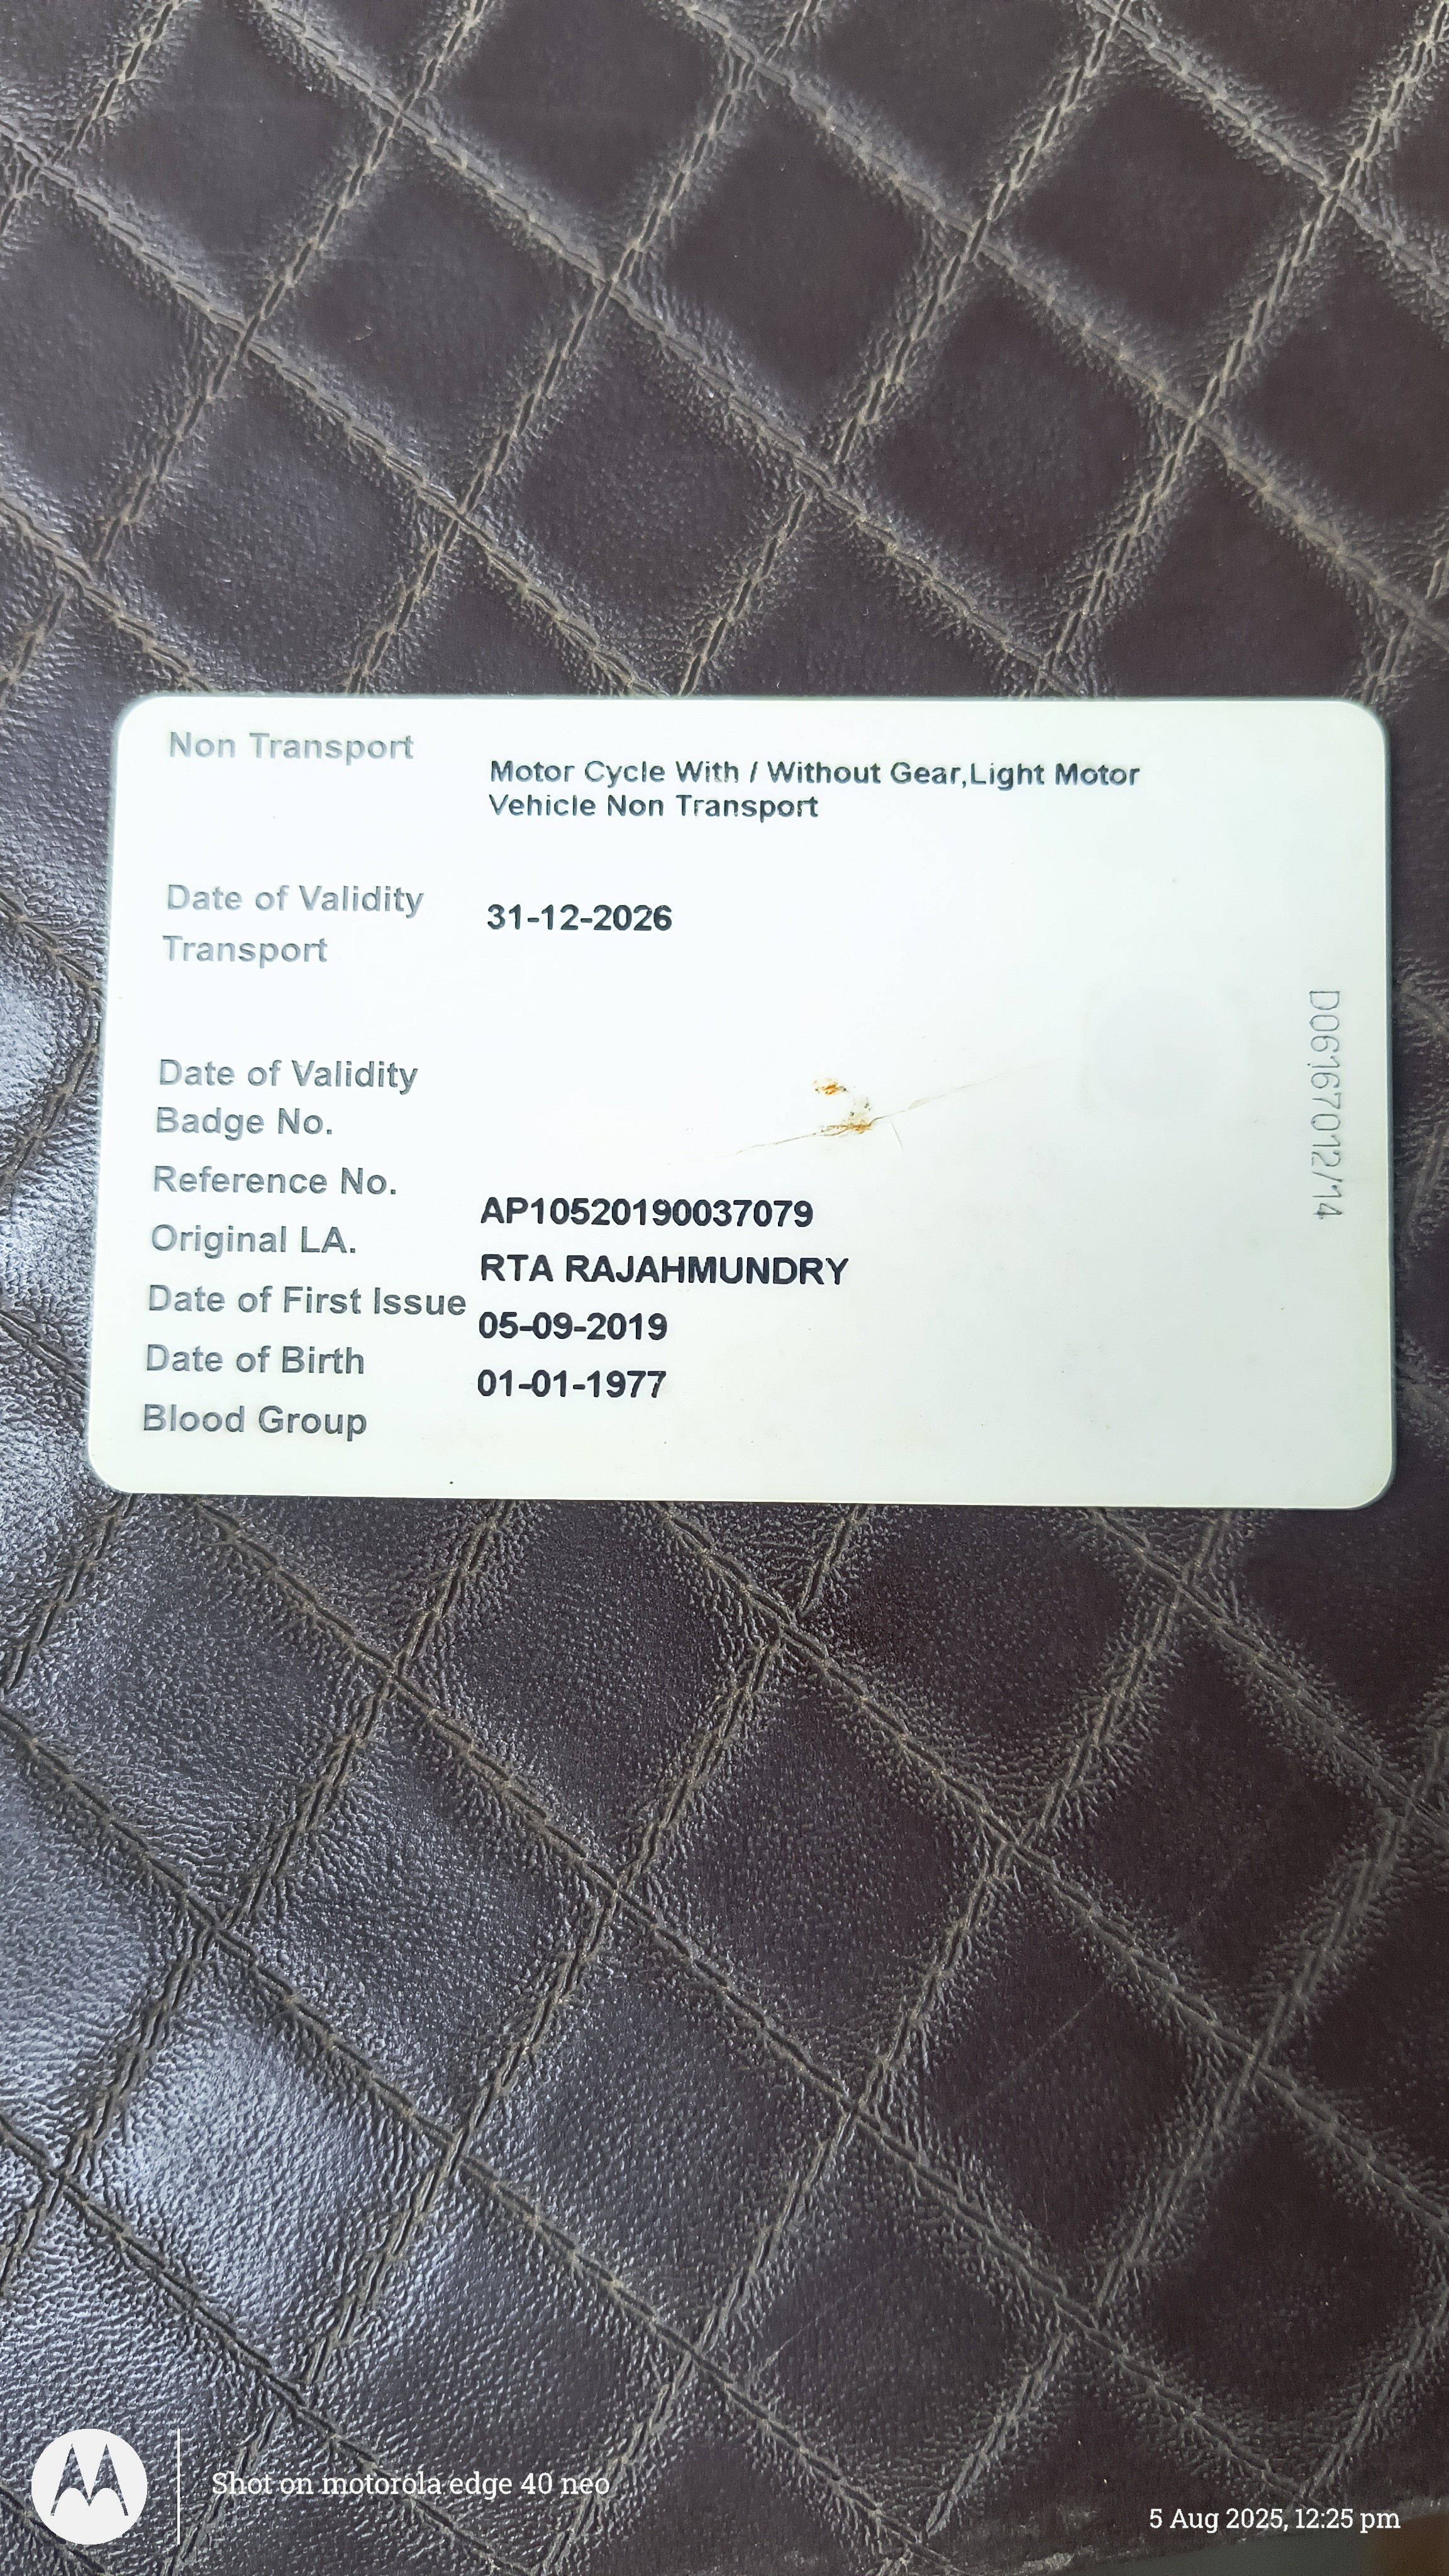 Non Transport
Motor Cycle With / Without Gear,Light Motor
Vehicle Non Transport
Date of Validity
31-12-2026
Transport
Date of Validity
Badge No.
Reference No.
AP10520190037079
Original LA.
RTA RAJAHMUNDRY
Date of First Issue
05-09-2019
Date of Birth
01-01-1977
Blood Group
D06167012/14
Shot on motorola edge 40 neo
5 Aug 2025, 12:25 pm